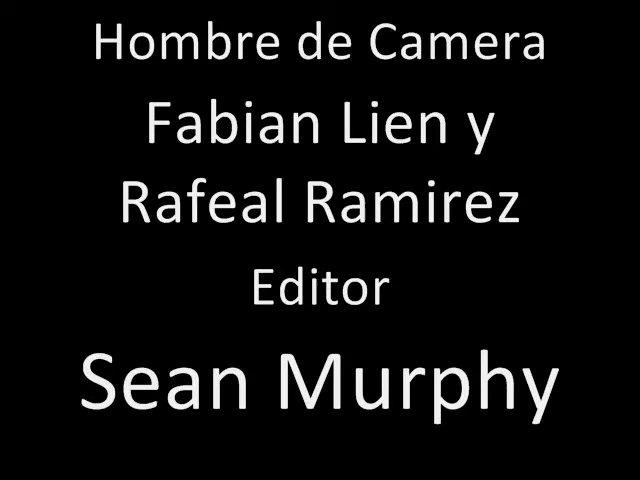 Hombre de Camera
Fabian Lien y
Rafeal Ramirez
Editor
Sean Murphy